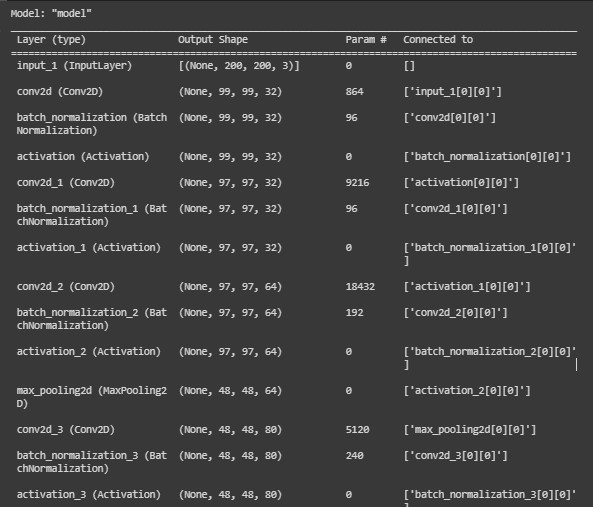 Model: "model"
Layer (type) Output Shape Param # Connected to
input_1 (InputLayer) [(None, 200, 200, 3)] 0 []
conv2d (Conv2D) (None, 99, 99, 32) 864 ['input_1[0][0]']
batch_normalization (Batch (None, 99, 99, 32) 96 ['conv2d[0][0]']
Normalization)
activation (Activation) (None, 99, 99, 32) 0 ['batch_normalization[0][0]']
conv2d_1 (Conv2D) (None, 97, 97, 32) 9216 ['activation[0][0]']
batch_normalization_1 (Bat (None, 97, 97, 32) 96 ['conv2d_1[0][0]']
chNormalization)
activation_1 (Activation) (None, 97, 97, 32) 0 ['batch_normalization_1[0][0]'
]
conv2d_2 (Conv2D) (None, 97, 97, 64) 18432 ['activation_1[0][0]']
batch_normalization_2 (Bat (None, 97, 97, 64) 192 ['conv2d_2[0][0]']
chNormalization)
activation_2 (Activation) (None, 97, 97, 64) 0 ['batch_normalization_2[0][0]'
]
max_pooling2d (MaxPooling2 (None, 48, 48, 64) 0 ['activation_2[0][0]']
D)
conv2d_3 (Conv2D) (None, 48, 48, 80) 5120 ['max_pooling2d[0][0]']
batch_normalization_3 (Bat (None, 48, 48, 80) 240 ['conv2d_3[0][0]']
chNormalization)
activation_3 (Activation) (None, 48, 48, 80) 0 ['batch_normalization_3[0][0]'